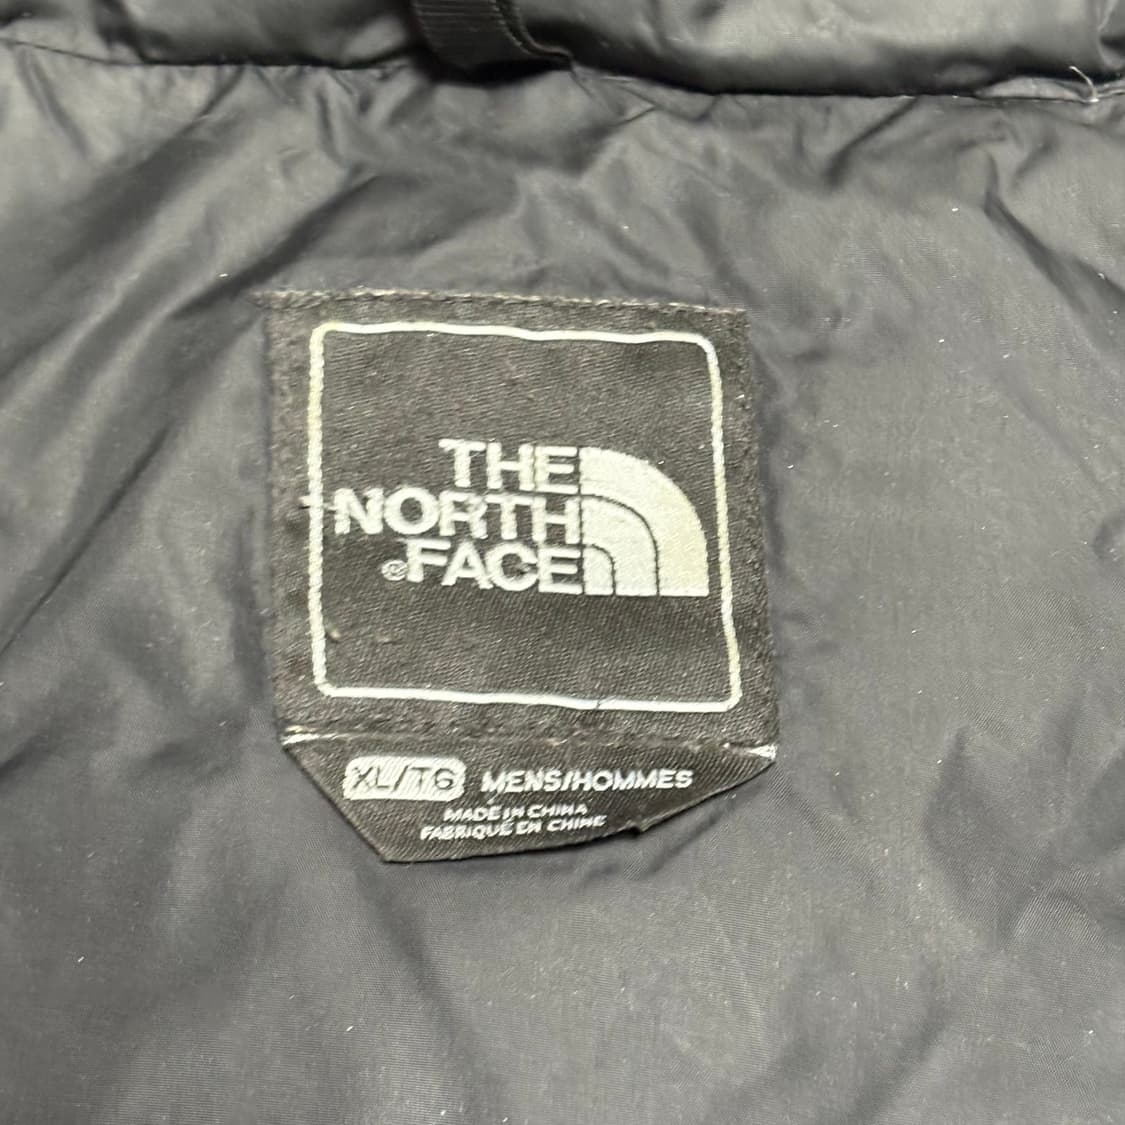 THE
NORTH
®FACE
XL/TG MENS/HOMMES
MADE IN CHINA
FABRIQUÉ EN CHINE